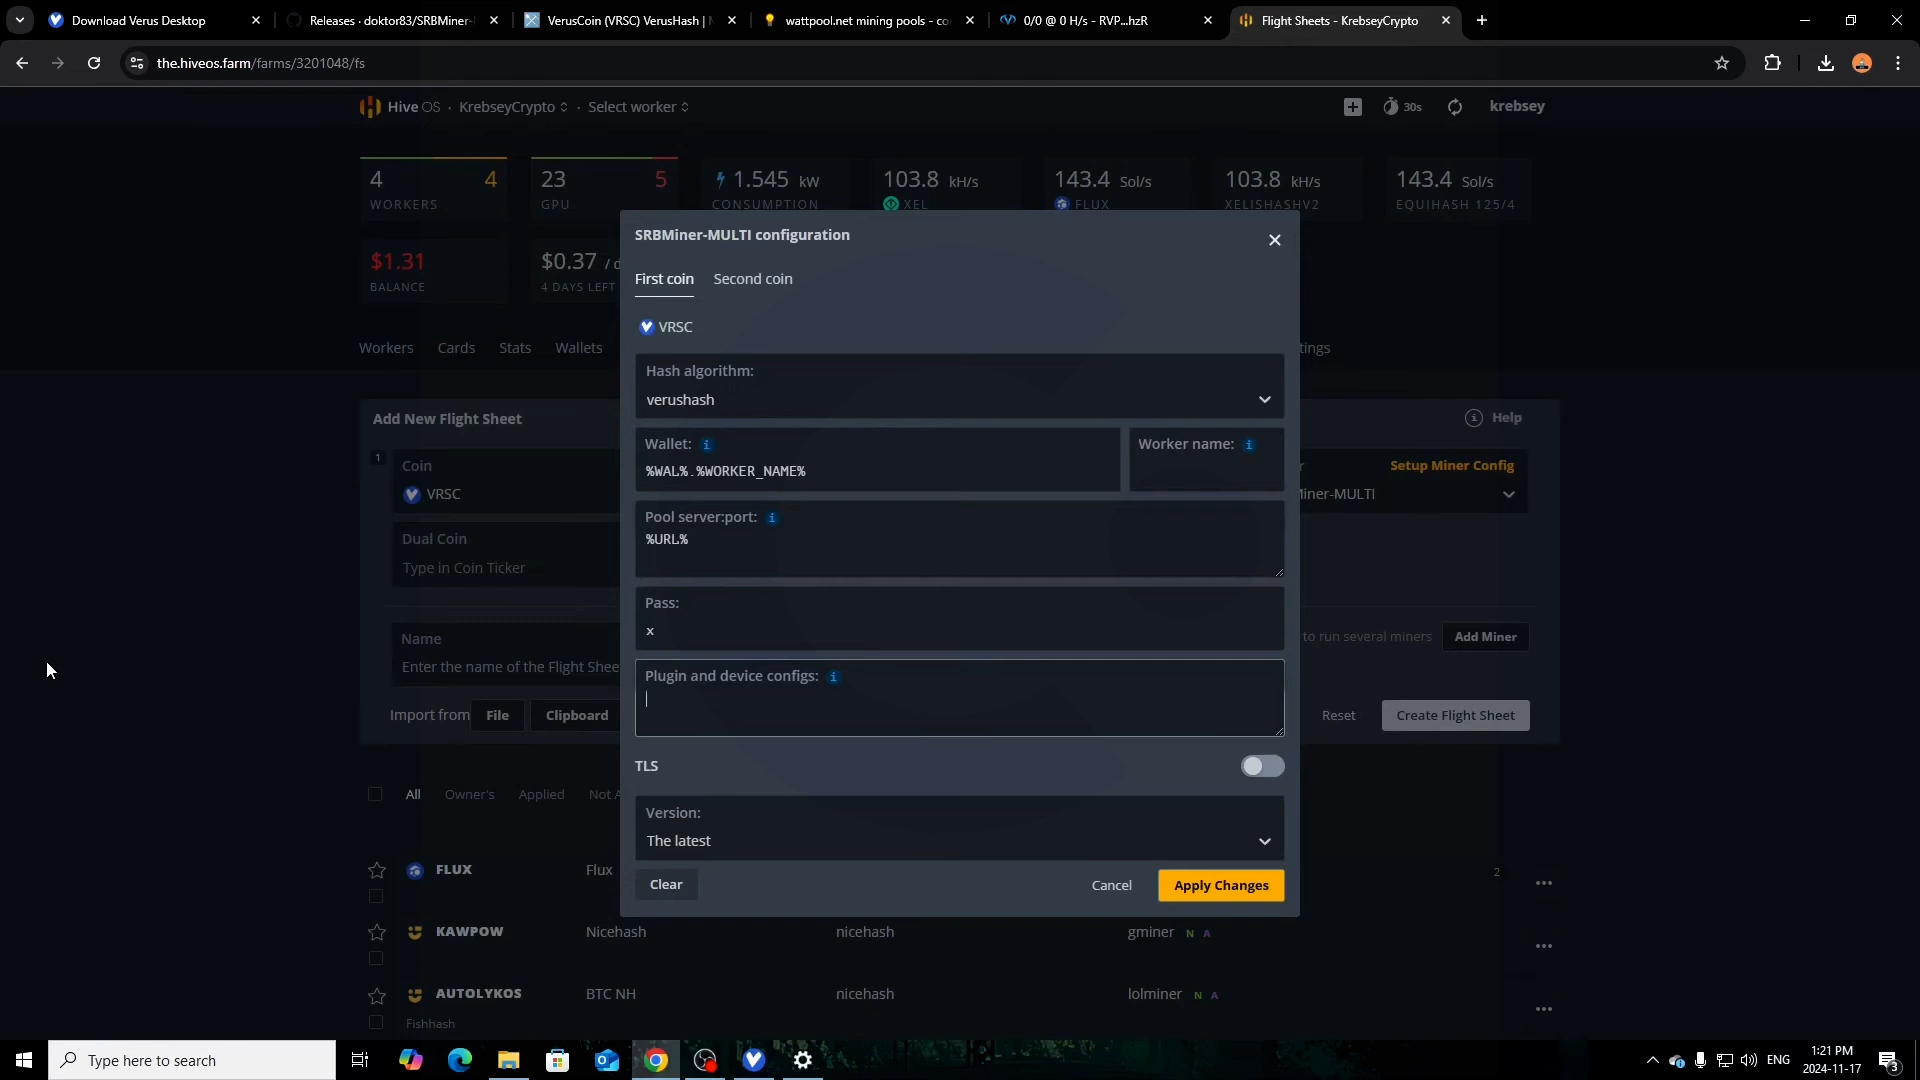 Download Verus Desktop
Releases · doktor83/SRBMiner-
VerusCoin (VRSC) VerusHash |
wattpool.net mining pools - co
0/0 @ 0 H/s - RVP...hzR
Flight Sheets - KrebseyCrypto
the.hiveos.farm/farms/3201048/fs
Hive OS · KrebseyCrypto · Select worker
30s
krebsey
4 4
WORKERS
23 5
GPU
1.545 kW
CONSUMPTION
103.8 kH/s
XEL
143.4 Sol/s
FLUX
103.8 kH/s
XELISHASHV2
143.4 Sol/s
EQUIHASH 125/4
$1.31
BALANCE
$0.37 / d
4 DAYS LEFT
Workers Cards Stats Wallets tings
SRBMiner-MULTI configuration
First coin Second coin
VRSC
Hash algorithm:
verushash
Wallet:
%WAL%.%WORKER_NAME%
Worker name:
Pool server:port:
%URL%
Pass:
x
Plugin and device configs:
TLS
Version:
The latest
Clear Cancel Apply Changes
Add New Flight Sheet
Help
1
Coin
VRSC
r Setup Miner Config
Miner-MULTI
Dual Coin
Type in Coin Ticker
Name
Enter the name of the Flight Shee
to run several miners Add Miner
Import from File Clipboard
Reset Create Flight Sheet
All Owner's Applied Not A
FLUX Flux 2
KAWPOW Nicehash nicehash gminer N A
AUTOLYKOS BTC NH nicehash lolminer N A
Fishhash
Type here to search
ENG
1:21 PM
2024-11-17
3